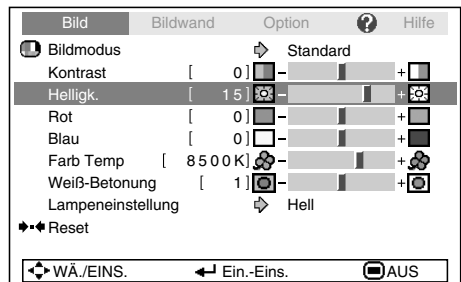 Bild Bildwand Option ? Hilfe
Bildmodus Standard
Kontrast [ 0] - +
Helligk. [ 15] - +
Rot [ 0] - +
Blau [ 0] - +
Farb Temp [ 8500K] - +
Weiß-Betonung [ 1] - +
Lampeneinstellung Hell
Reset
WÄ./EINS. Ein.-Eins. AUS